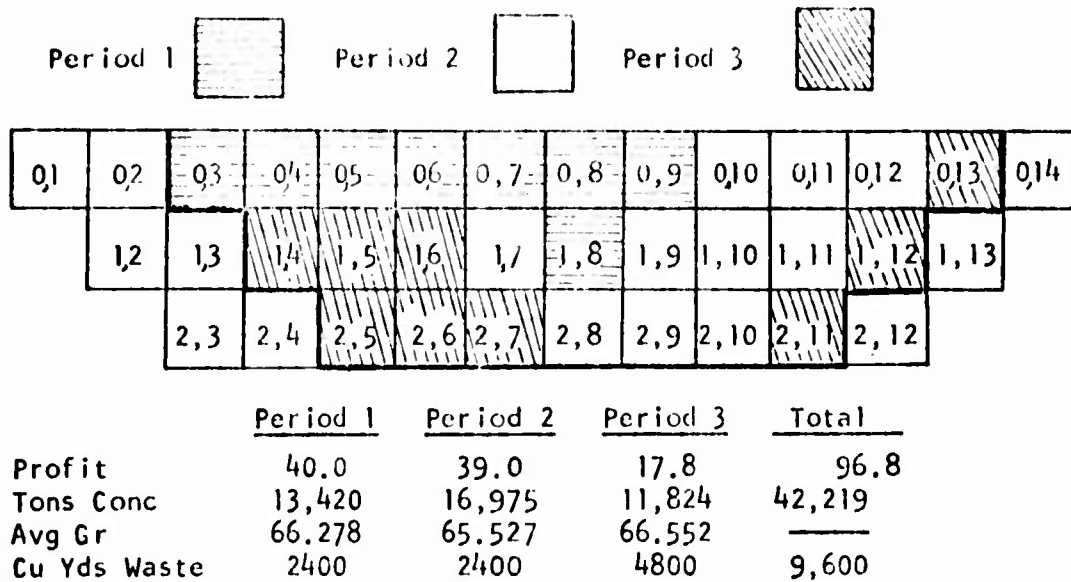 Period 1 Period 2 Period 3
0,1 0,2 0,3 0,4 0,5 0,6 0,7 0,8 0,9 0,10 0,11 0,12 0,13 0,14
1,2 1,3 1,4 1,5 1,6 1,7 1,8 1,9 1,10 1,11 1,12 1,13
2,3 2,4 2,5 2,6 2,7 2,8 2,9 2,10 2,11 2,12
Period 1 Period 2 Period 3 Total
Profit 40.0 39.0 17.8 96.8
Tons Conc 13,420 16,975 11,824 42,219
Avg Gr 66.278 65.527 66.552 ——
Cu Yds Waste 2400 2400 4800 9,600